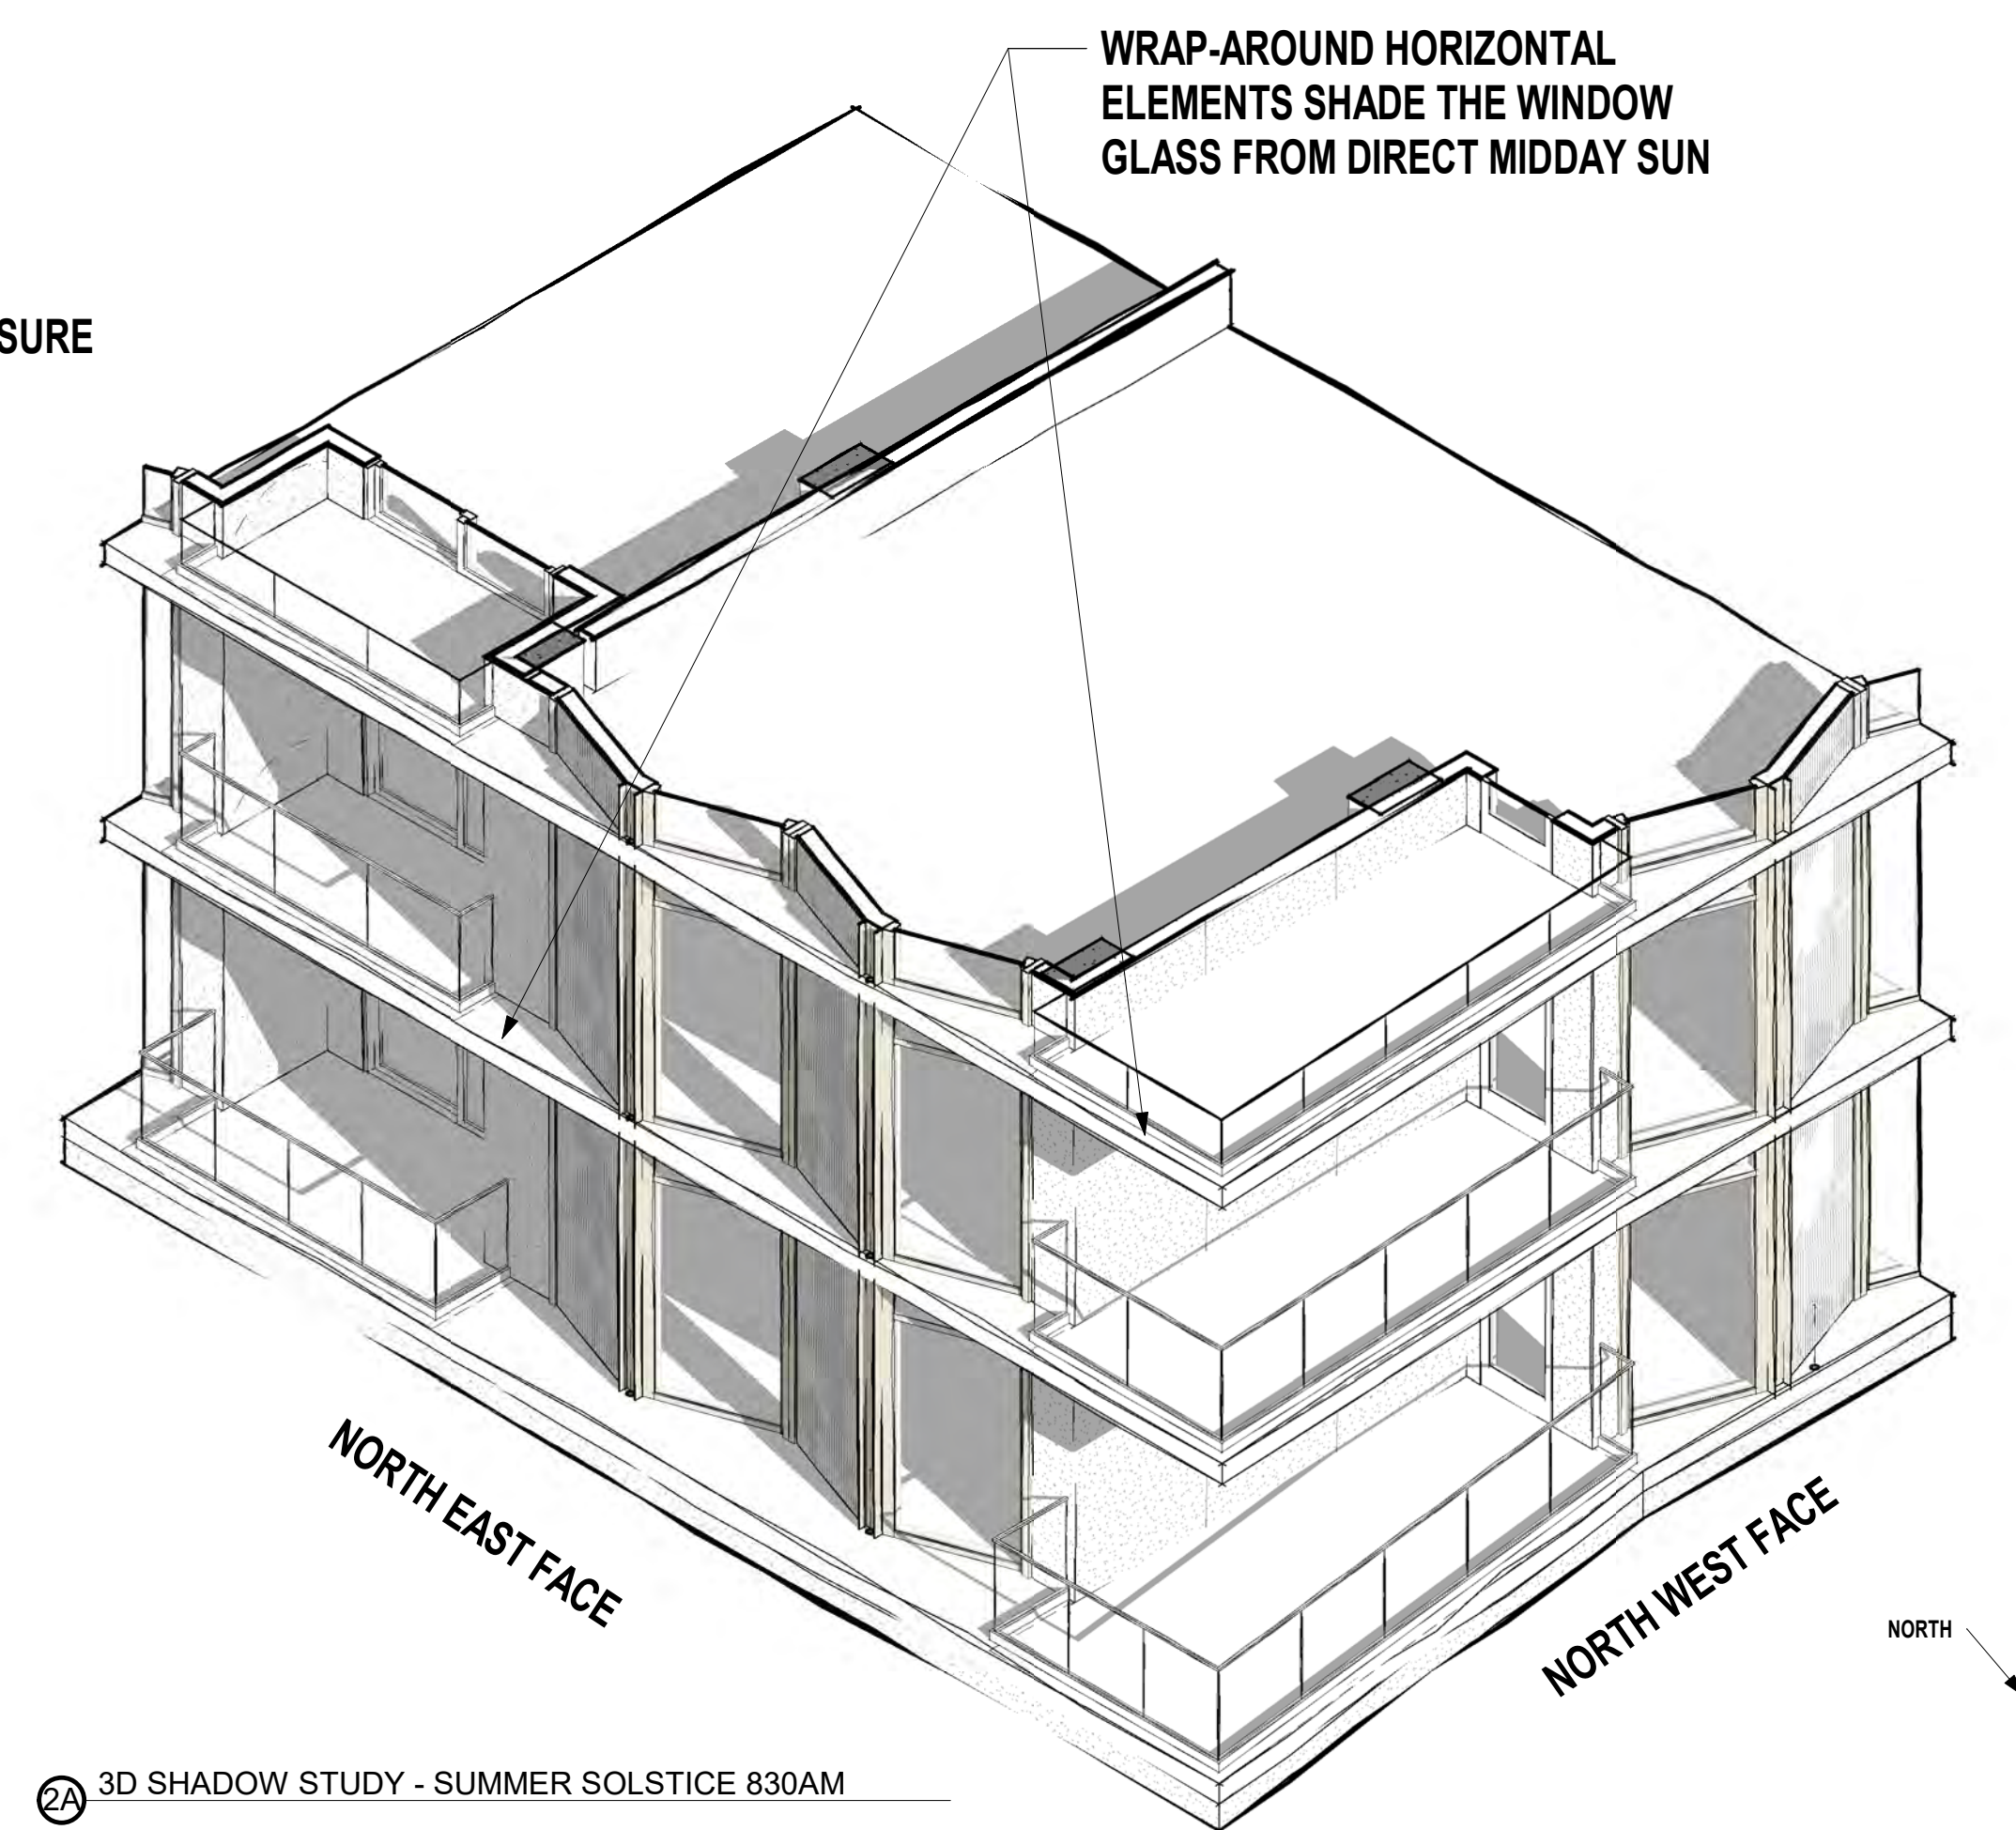 WRAP-AROUND HORIZONTAL
ELEMENTS SHADE THE WINDOW
GLASS FROM DIRECT MIDDAY SUN
SURE
NORTH EAST FACE
NORTH WEST FACE
NORTH
2A 3D SHADOW STUDY - SUMMER SOLSTICE 830AM